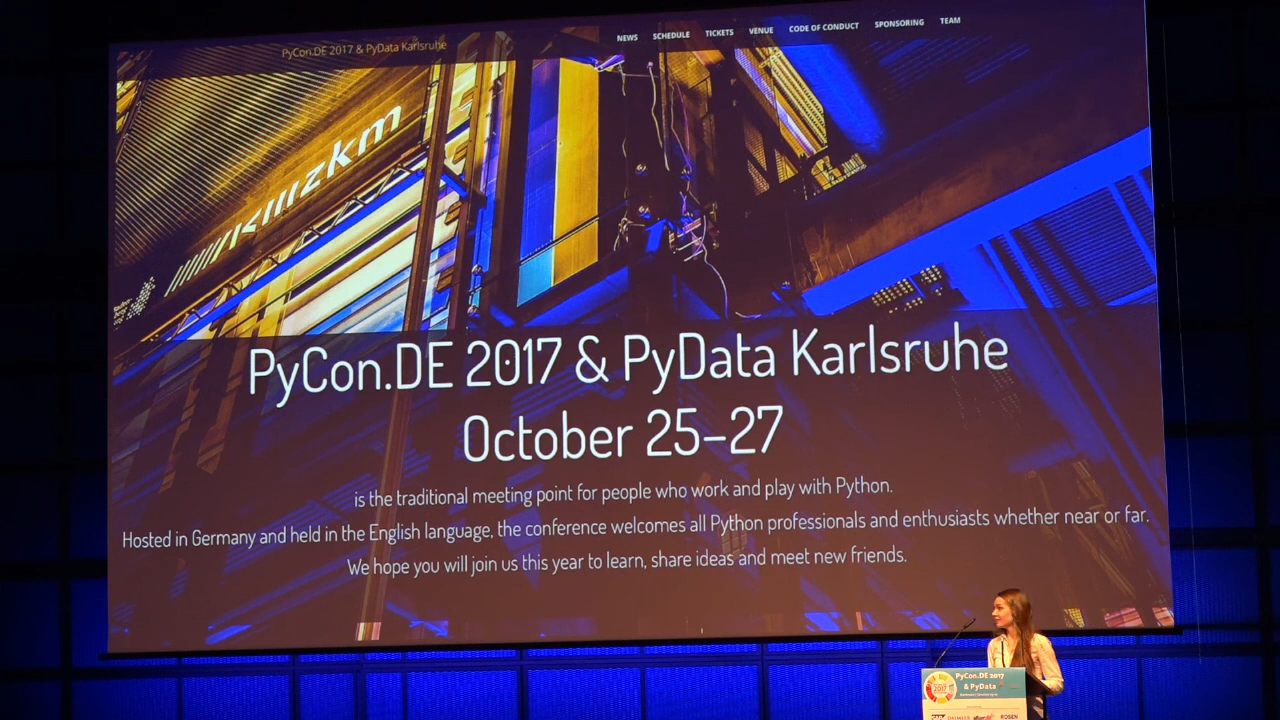 PyCon.DE 2017 & PyData Karlsruhe
NEWS SCHEDULE TICKETS VENUE CODE OF CONDUCT SPONSORING TEAM
zkm
PyCon.DE 2017 & PyData Karlsruhe
October 25–27
is the traditional meeting point for people who work and play with Python.
Hosted in Germany and held in the English language, the conference welcomes all Python professionals and enthusiasts whether near or far.
We hope you will join us this year to learn, share ideas and meet new friends.
PyCon.DE 2017
& PyData
2017
SAP DAIMLER ROSEN